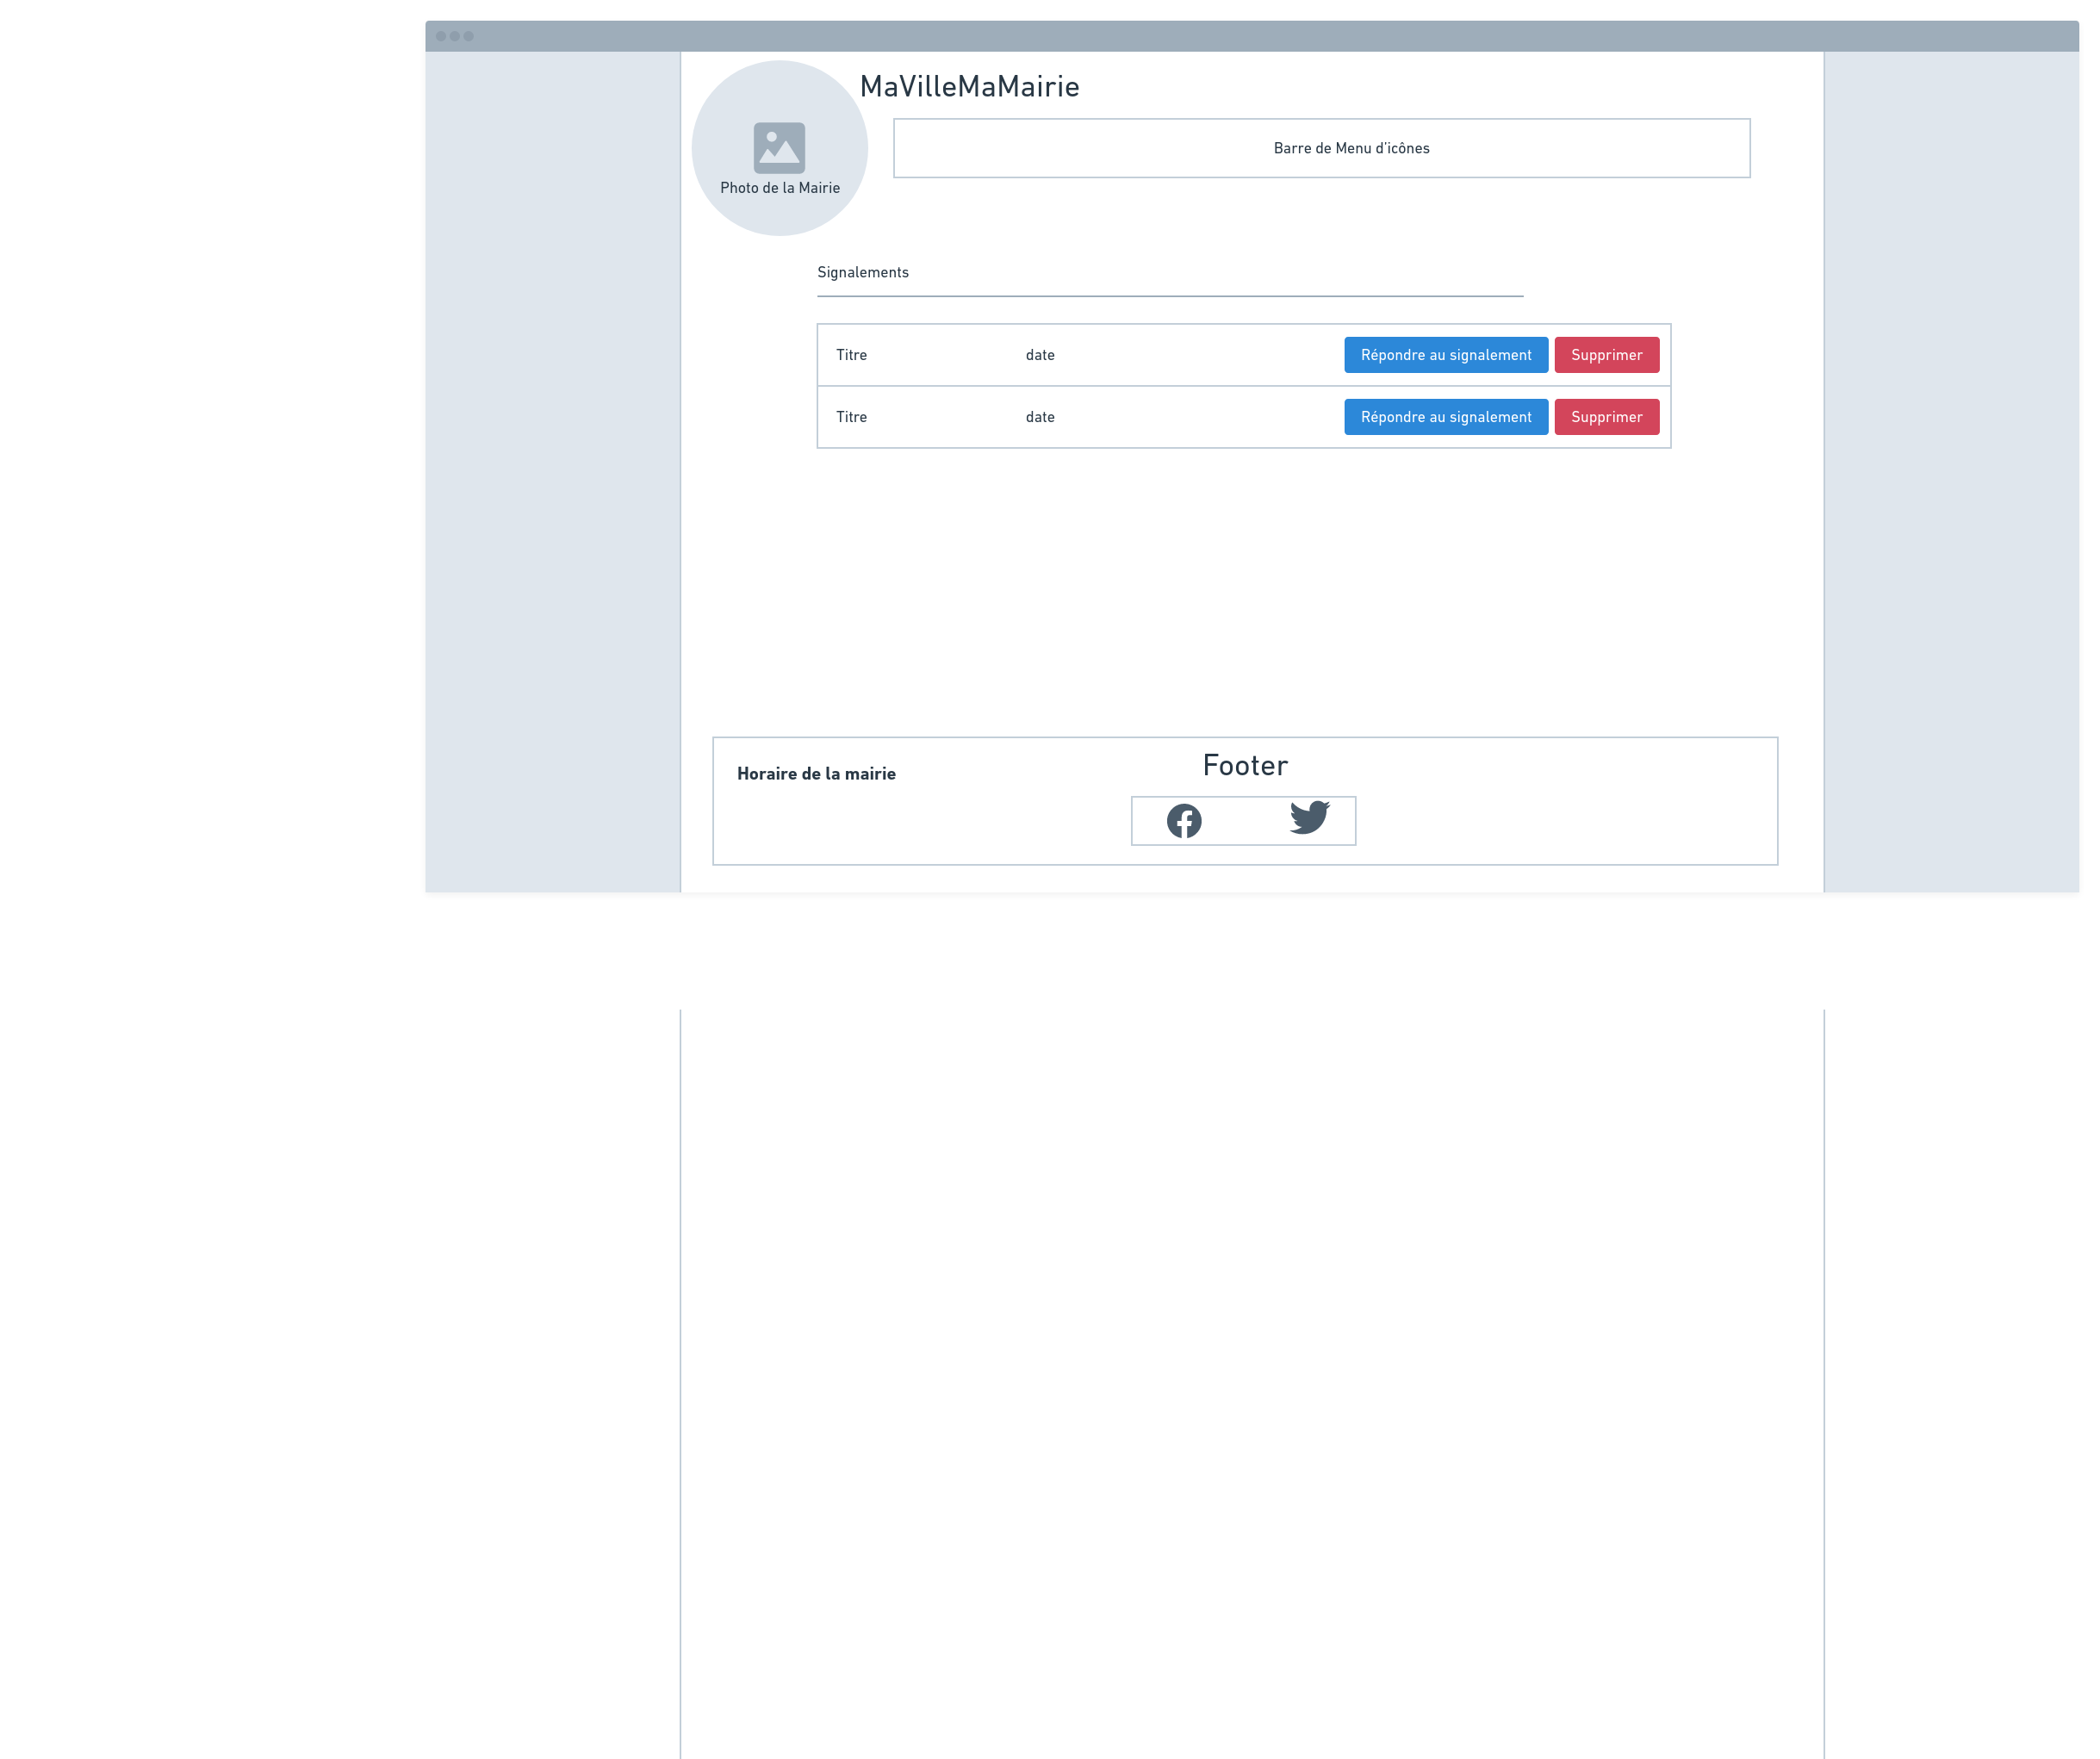 MaVilleMaMairie
Barre de Menu d'icônes
Photo de la Mairie
Signalements
Titre date Répondre au signalement Supprimer
Titre date Répondre au signalement Supprimer
Footer
Horaire de la mairie